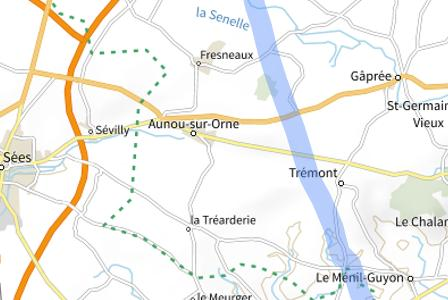 la Senelle
Fresneaux
Gâprée
St-Germain
Vieux
Aunou-sur-Orne
Sévilly
Sées
Trémont
la Tréarderie
Le Chalan
Le Ménil-Guyon
le Meurger